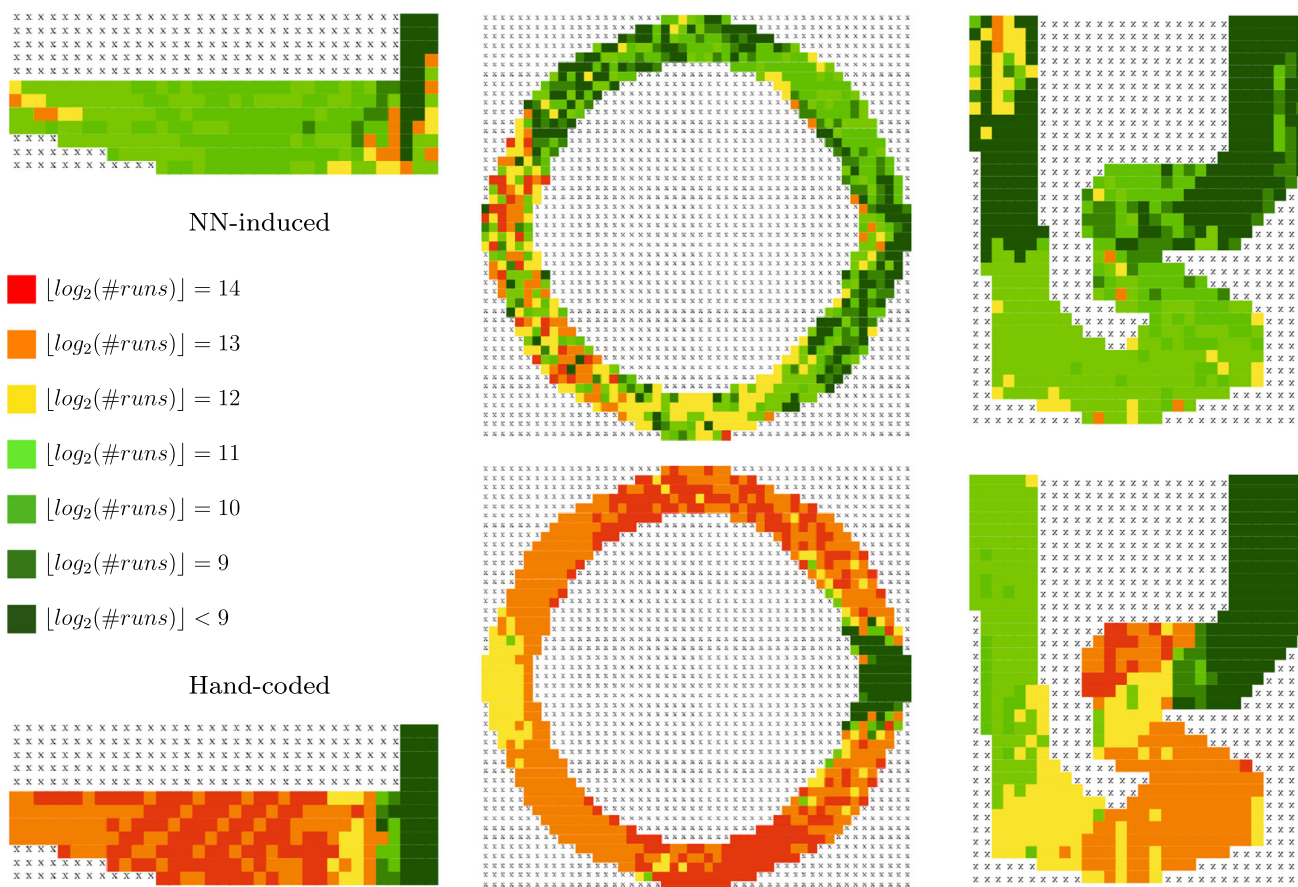 NN-induced
⌊log₂(#runs)⌋ = 14
⌊log₂(#runs)⌋ = 13
⌊log₂(#runs)⌋ = 12
⌊log₂(#runs)⌋ = 11
⌊log₂(#runs)⌋ = 10
⌊log₂(#runs)⌋ = 9
⌊log₂(#runs)⌋ < 9
Hand-coded